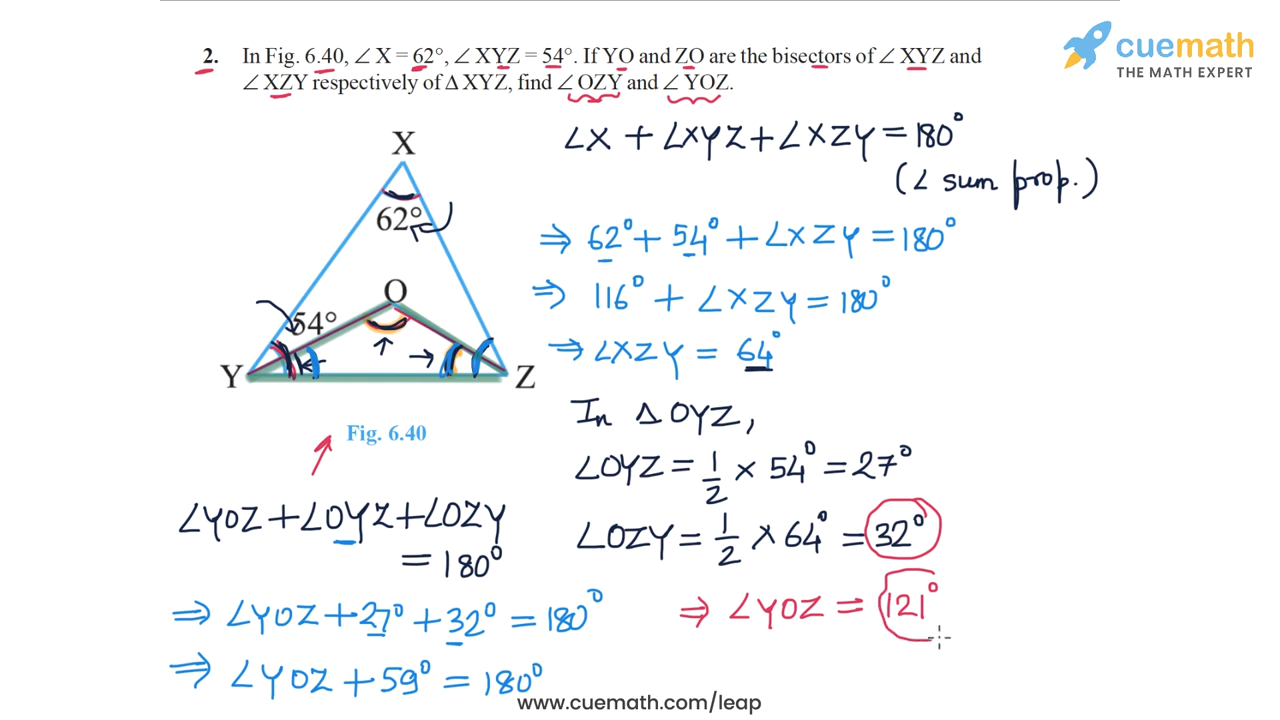 2. In Fig. 6.40, ∠ X = 62°, ∠ XYZ = 54°. If YO and ZO are the bisectors of ∠ XYZ and
∠ XZY respectively of Δ XYZ, find ∠ OZY and ∠ YOZ.
cuemath
THE MATH EXPERT
X
62°
O
54°
Y
Z
Fig. 6.40
∠X + ∠XYZ + ∠XZY = 180°
(∠ sum prop.)
⇒ 62° + 54° + ∠XZY = 180°
⇒ 116° + ∠XZY = 180°
⇒ ∠XZY = 64°
In Δ OYZ,
∠OYZ = 1/2 × 54° = 27°
∠OZY = 1/2 × 64° = 32°
∠YOZ + ∠OYZ + ∠OZY
= 180°
⇒ ∠YOZ + 27° + 32° = 180°
⇒ ∠YOZ + 59° = 180°
⇒ ∠YOZ = 121°
www.cuemath.com/leap